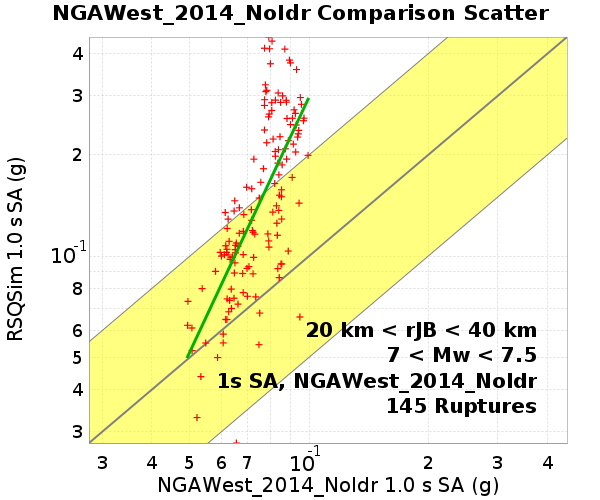 NGAWest_2014_NoIdr Comparison Scatter
RSQSim 1.0 s SA (g)
4
3
2
10-1
8
6
5
4
3
20 km < rJB < 40 km
7 < Mw < 7.5
1s SA, NGAWest_2014_NoIdr
145 Ruptures
3 4 5 6 7 10-1 2 3 4
NGAWest_2014_NoIdr 1.0 s SA (g)